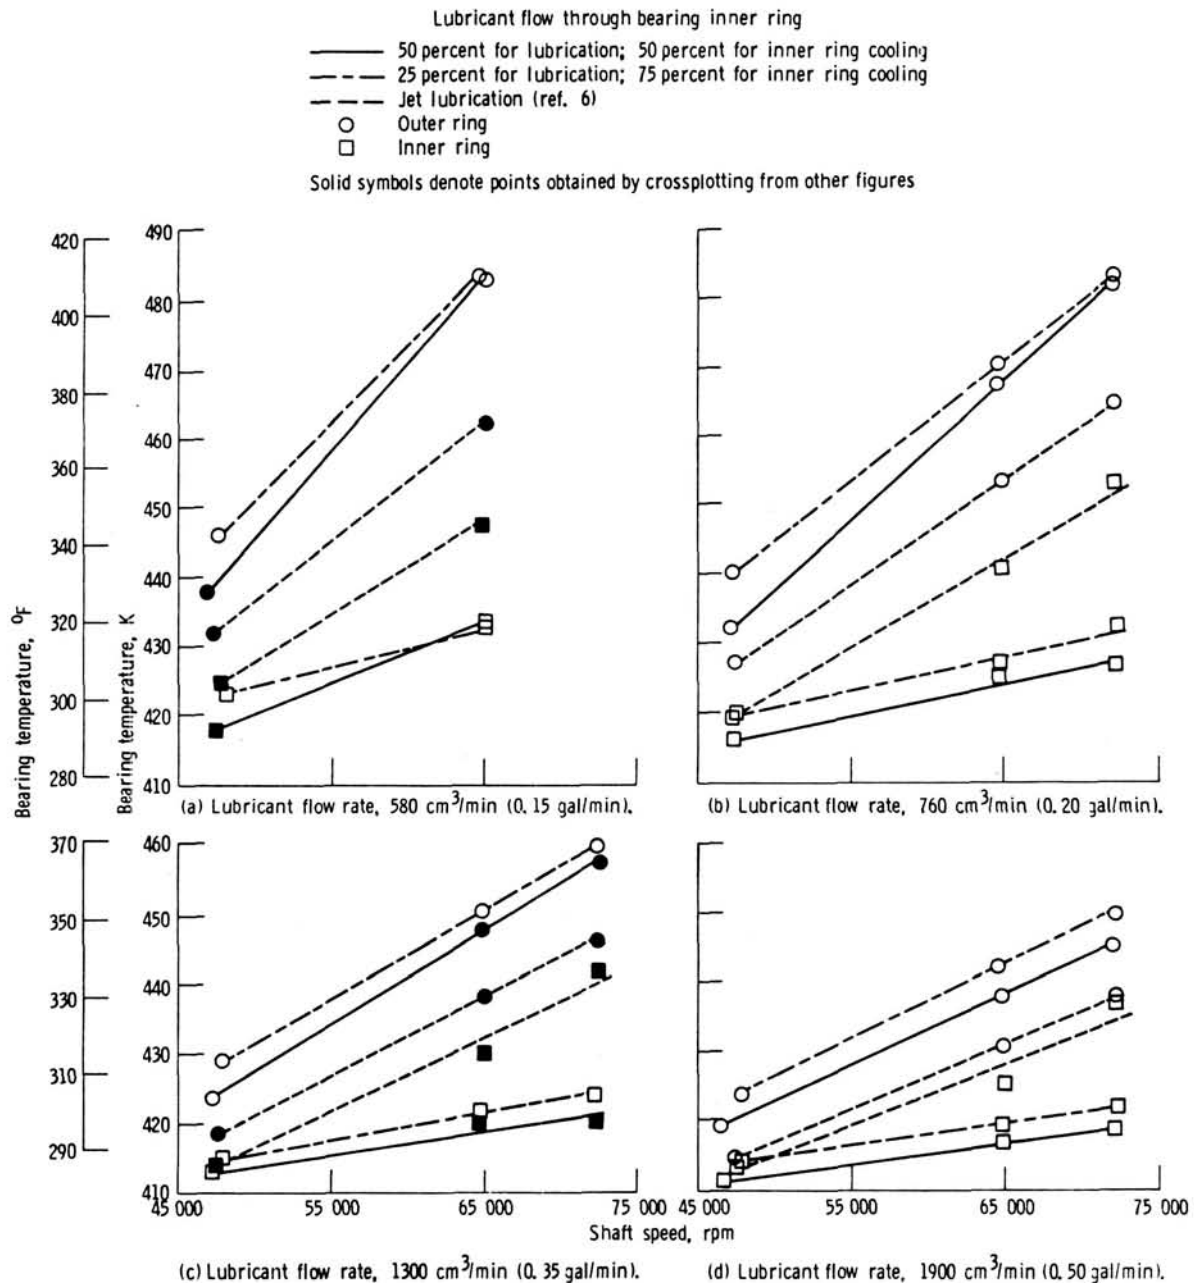 Lubricant flow through bearing inner ring
50 percent for lubrication; 50 percent for inner ring cooling
25 percent for lubrication; 75 percent for inner ring cooling
Jet lubrication (ref. 6)
Outer ring
Inner ring
Solid symbols denote points obtained by crossplotting from other figures
Bearing temperature, °F
420
400
380
360
340
320
300
280
Bearing temperature, K
490
480
470
460
450
440
430
420
410
(a) Lubricant flow rate, 580 cm³/min (0.15 gal/min).
(b) Lubricant flow rate, 760 cm³/min (0.20 gal/min).
370
350
330
310
290
460
450
440
430
420
410
45 000 55 000 65 000 75 000 45 000 55 000 65 000 75 000
Shaft speed, rpm
(c) Lubricant flow rate, 1300 cm³/min (0.35 gal/min).
(d) Lubricant flow rate, 1900 cm³/min (0.50 gal/min).